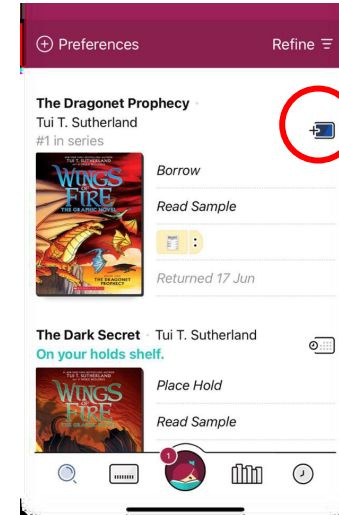 Preferences
Refine
The Dragonet Prophecy ·
Tui T. Sutherland
#1 in series
TUI T. SUTHERLAND
WINGS
OF
FIRE
THE GRAPHIC NOVEL
THE DRAGONET
PROPHECY
Borrow
Read Sample
Returned 17 Jun
The Dark Secret · Tui T. Sutherland
On your holds shelf.
TUI T. SUTHERLAND
WINGS
OF
FIRE
Place Hold
Read Sample
1